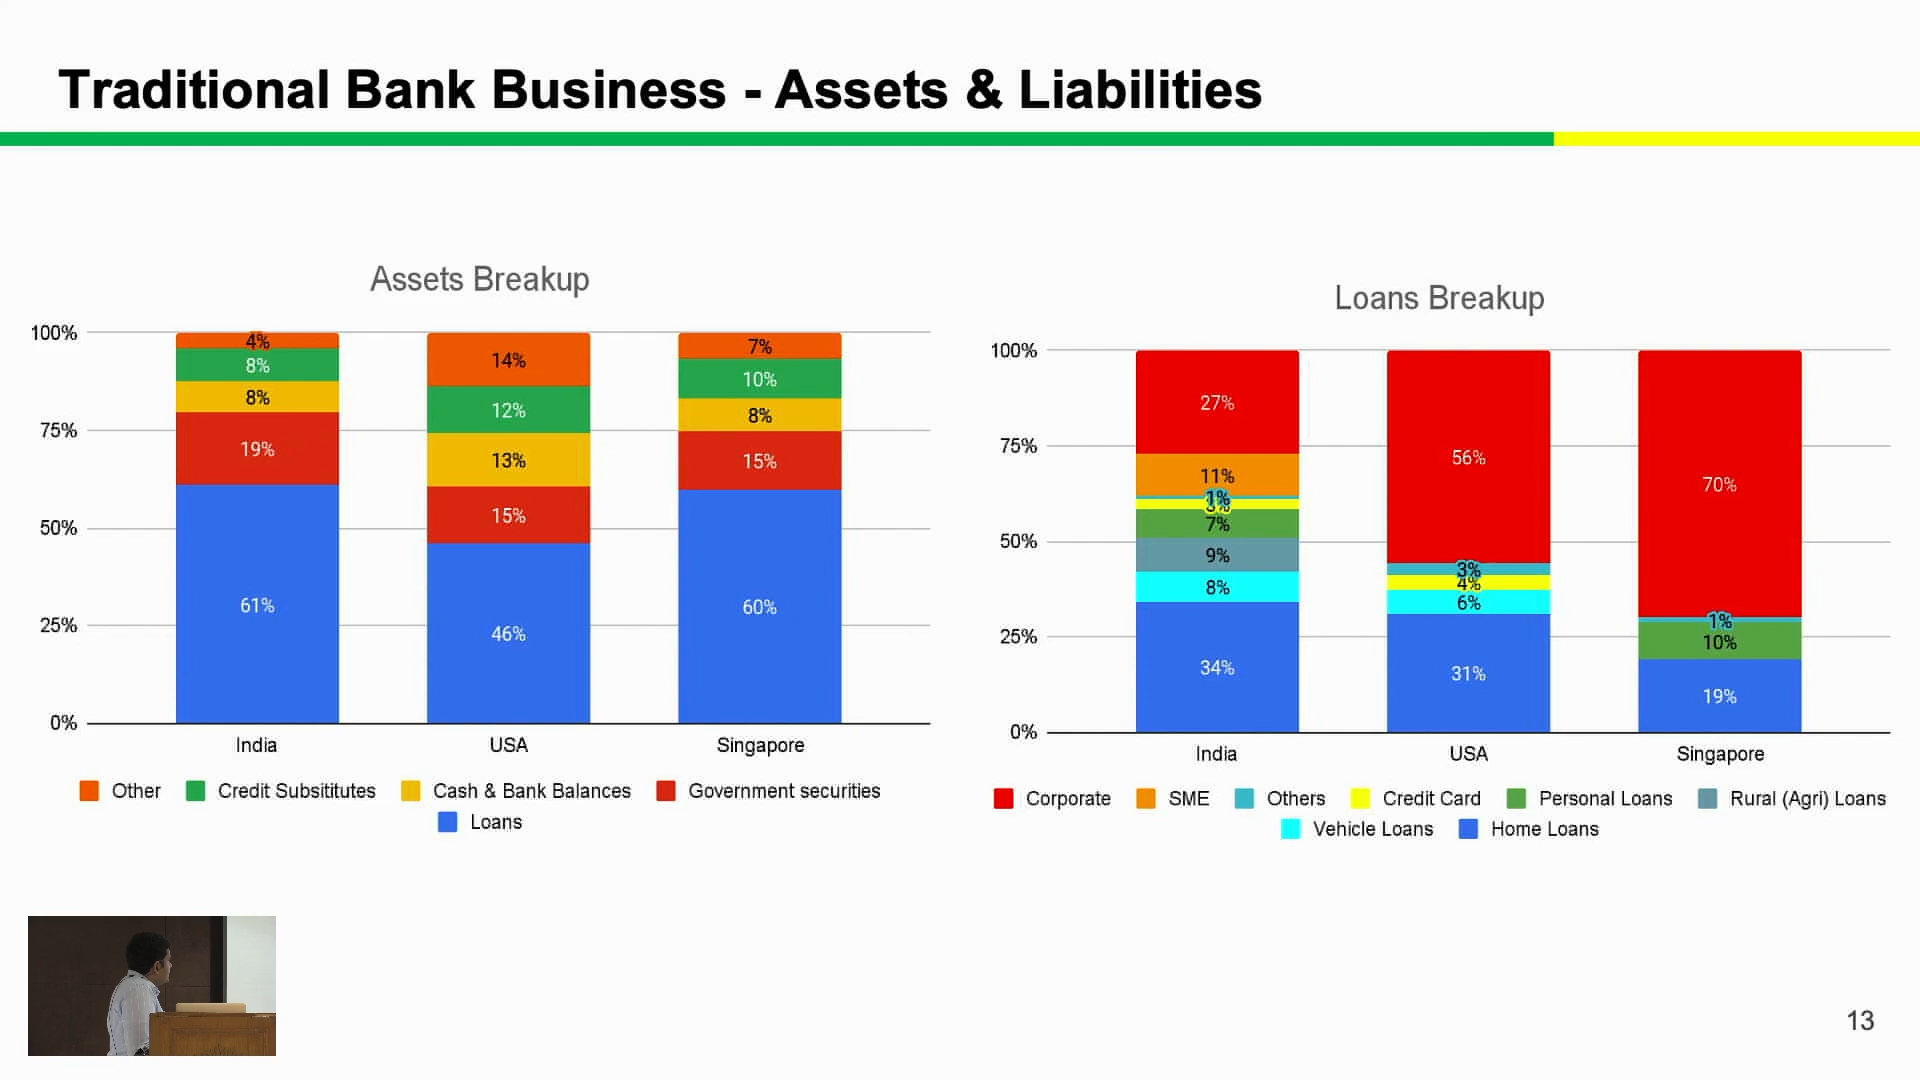 Traditional Bank Business - Assets & Liabilities
Assets Breakup
100%
75%
50%
25%
0%
4%
8%
8%
19%
61%
14%
12%
13%
15%
46%
7%
10%
8%
15%
60%
India
USA
Singapore
Other
Credit Subsititutes
Cash & Bank Balances
Government securities
Loans
Loans Breakup
100%
75%
50%
25%
0%
27%
11%
1%
3%
7%
9%
8%
34%
56%
3%
4%
6%
31%
70%
1%
10%
19%
India
USA
Singapore
Corporate
SME
Others
Credit Card
Personal Loans
Rural (Agri) Loans
Vehicle Loans
Home Loans
13